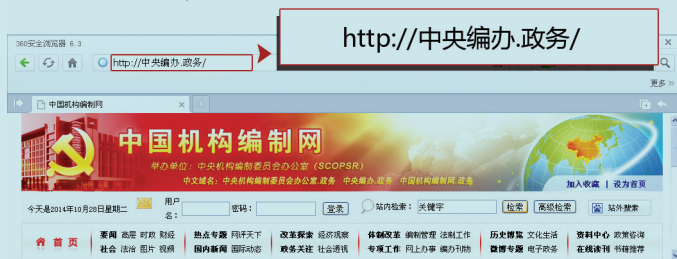 http://中央编办.政务/
360安全浏览器 6.3
http://中央编办.政务/
更多 »
中国机构编制网
中国机构编制网
举办单位：中央机构编制委员会办公室（SCOPSR）
中文域名：中央机构编制委员会办公室.政务 中央编办.政务 中国机构编制网.政务
加入收藏 | 设为首页
今天是2014年10月28日星期二 用户名： 密码： 登录 站内检索： 关键字 检索 高级检索 站外搜索
首页
要闻 高层 时政 财经 热点专题 网评天下 改革探索 经济观察 体制改革 编制管理 法制工作 历史博览 文化生活 资料中心 政策咨询
社会 法治 图片 视频 国内新闻 国际动态 政务关注 社会透视 专项工作 网上办事 编办刊物 微博专题 电子政务 在线读刊 书籍推荐